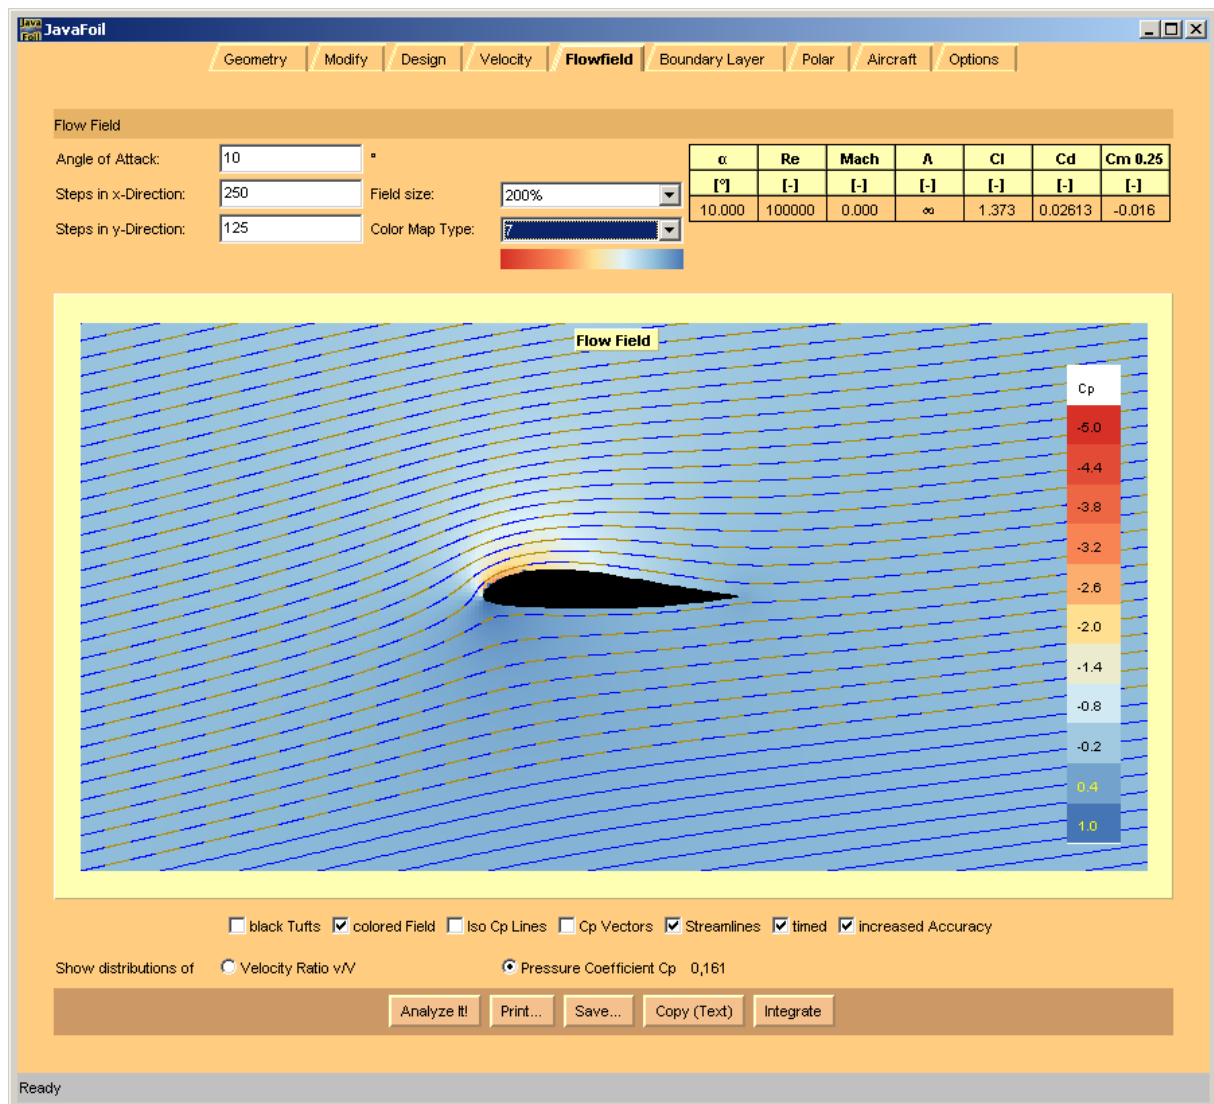 Java Foil JavaFoil
Geometry Modify Design Velocity Flowfield Boundary Layer Polar Aircraft Options
Flow Field
Angle of Attack: 10 °
Steps in x-Direction: 250 Field size: 200%
Steps in y-Direction: 125 Color Map Type: 7
α Re Mach Λ Cl Cd Cm 0.25
[°] [-] [-] [-] [-] [-] [-]
10.000 100000 0.000 ∞ 1.373 0.02613 -0.016
Flow Field
Cp
-5.0
-4.4
-3.8
-3.2
-2.6
-2.0
-1.4
-0.8
-0.2
0.4
1.0
black Tufts colored Field Iso Cp Lines Cp Vectors Streamlines timed increased Accuracy
Show distributions of Velocity Ratio v/V Pressure Coefficient Cp 0,161
Analyze It! Print... Save... Copy (Text) Integrate
Ready